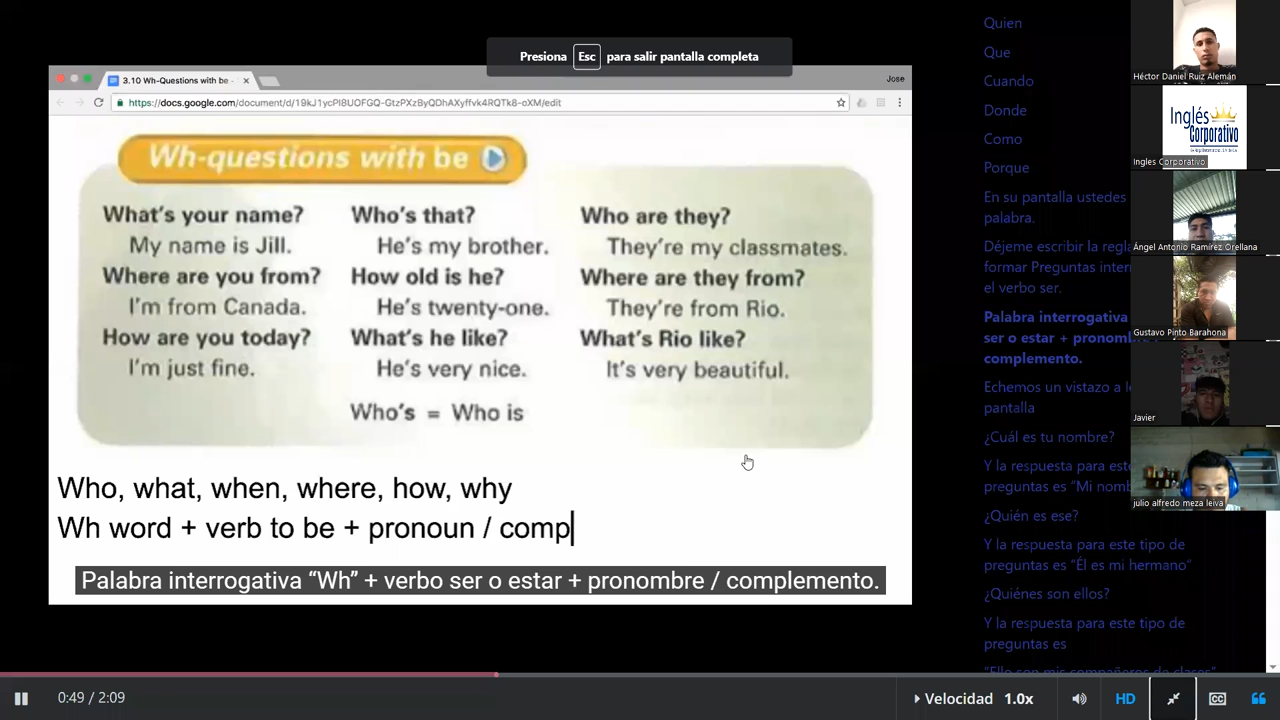 Presiona Esc para salir pantalla completa
3.10 Wh-Questions with be -
Jose
https://docs.google.com/document/d/19kJ1ycPI8UOFGQ-GtzPXzByQDhAXyffvk4RQTk8-oXM/edit
Wh-questions with be
What's your name?
My name is Jill.
Where are you from?
I'm from Canada.
How are you today?
I'm just fine.
Who's that?
He's my brother.
How old is he?
He's twenty-one.
What's he like?
He's very nice.
Who's = Who is
Who are they?
They're my classmates.
Where are they from?
They're from Rio.
What's Rio like?
It's very beautiful.
Who, what, when, where, how, why
Wh word + verb to be + pronoun / comp
Palabra interrogativa “Wh” + verbo ser o estar + pronombre / complemento.
0:49 / 2:09
Velocidad 1.0x
HD
CC
Quien
Que
Cuando
Donde
Como
Porque
En su pantalla ustedes
palabra.
Déjeme escribir la regla
formar Preguntas inter
el verbo ser.
Palabra interrogativa
ser o estar + pronomb
complemento.
Echemos un vistazo a l
pantalla
¿Cuál es tu nombre?
Y la respuesta para este
preguntas es “Mi nomb
¿Quién es ese?
Y la respuesta para este tipo de
preguntas es “Él es mi hermano”
¿Quiénes son ellos?
Y la respuesta para este tipo de
preguntas es
“Ello son mis compañeros de clases”
Héctor Daniel Ruiz Alemán
Inglés
Corporativo
Ingles Corporativo
Ángel Antonio Ramírez Orellana
Gustavo Pinto Barahona
Javier
julio alfredo meza leiva